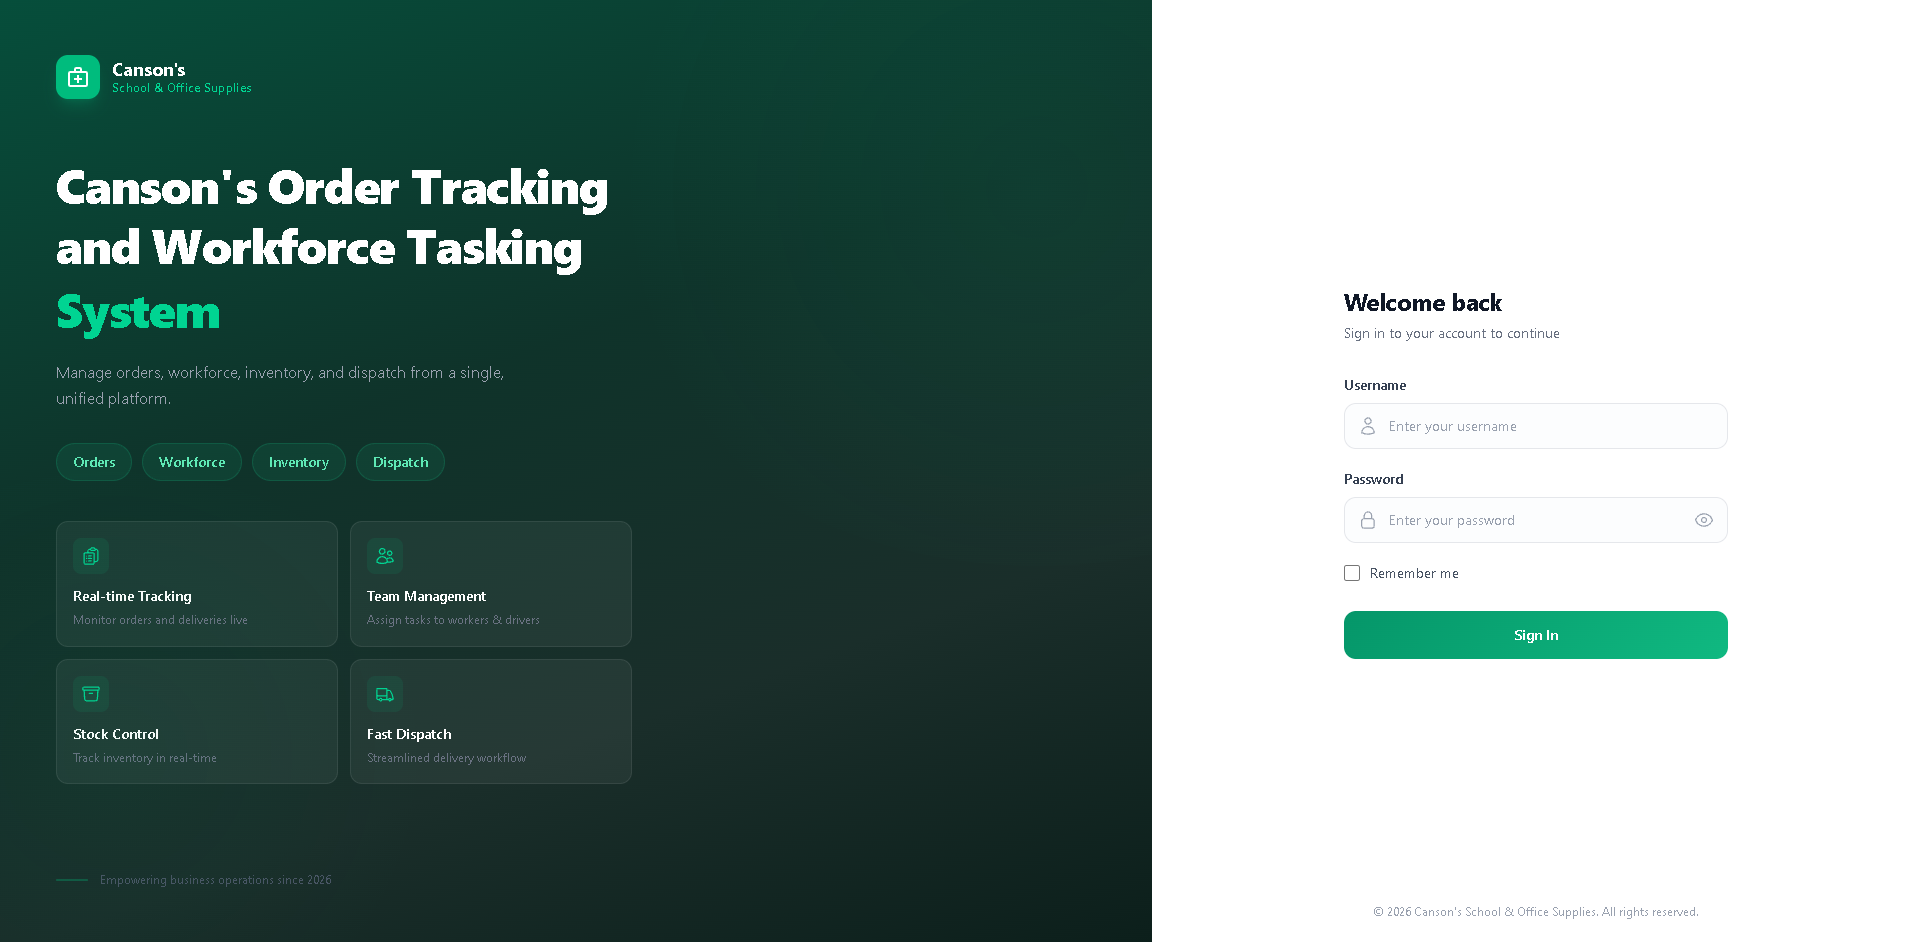 Canson's
School & Office Supplies
Canson's Order Tracking
and Workforce Tasking
System
Manage orders, workforce, inventory, and dispatch from a single,
unified platform.
Orders
Workforce
Inventory
Dispatch
Real-time Tracking
Monitor orders and deliveries live
Team Management
Assign tasks to workers & drivers
Stock Control
Track inventory in real-time
Fast Dispatch
Streamlined delivery workflow
Empowering business operations since 2026
Welcome back
Sign in to your account to continue
Username
Enter your username
Password
Enter your password
Remember me
Sign In
© 2026 Canson's School & Office Supplies. All rights reserved.